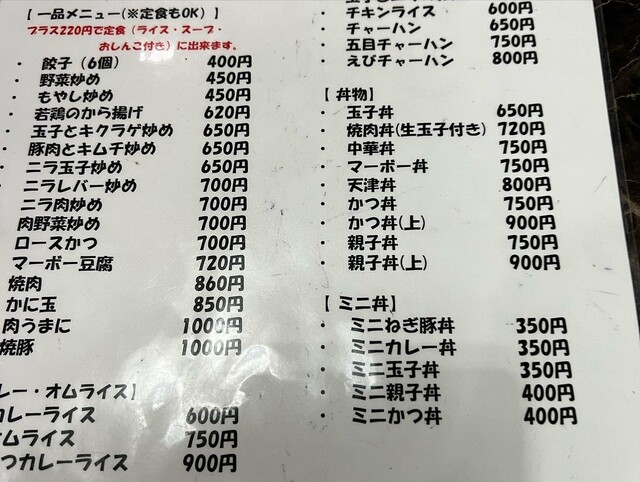 【 一品メニュー(※定食もOK) 】
プラス220円で定食 (ライス・スープ・
おしんこ付き) に出来ます。
・ 餃子 (6個) 400円
・ 野菜炒め 450円
・ もやし炒め 450円
・ 若鶏のから揚げ 620円
・ 玉子とキクラゲ炒め 650円
・ 豚肉とキムチ炒め 650円
・ ニラ玉子炒め 650円
・ ニラレバー炒め 700円
ニラ肉炒め 700円
肉野菜炒め 700円
ロースかつ 700円
マーボー豆腐 720円
焼肉 860円
かに玉 850円
肉うまに 1000円
焼豚 1000円
レー・オムライス】
カレーライス 600円
ムライス 750円
つカレーライス 900円
・ チキンライス 600円
・ チャーハン 650円
・ 五目チャーハン 750円
・ えびチャーハン 800円
【 丼物】
・ 玉子丼 650円
・ 焼肉丼(生玉子付き) 720円
・ 中華丼 750円
・ マーボー丼 750円
・ 天津丼 800円
・ かつ丼 750円
・ かつ丼(上) 900円
・ 親子丼 750円
・ 親子丼(上) 900円
【 ミニ丼】
・ ミニねぎ豚丼 350円
・ ミニカレー丼 350円
・ ミニ玉子丼 350円
・ ミニ親子丼 400円
・ ミニかつ丼 400円